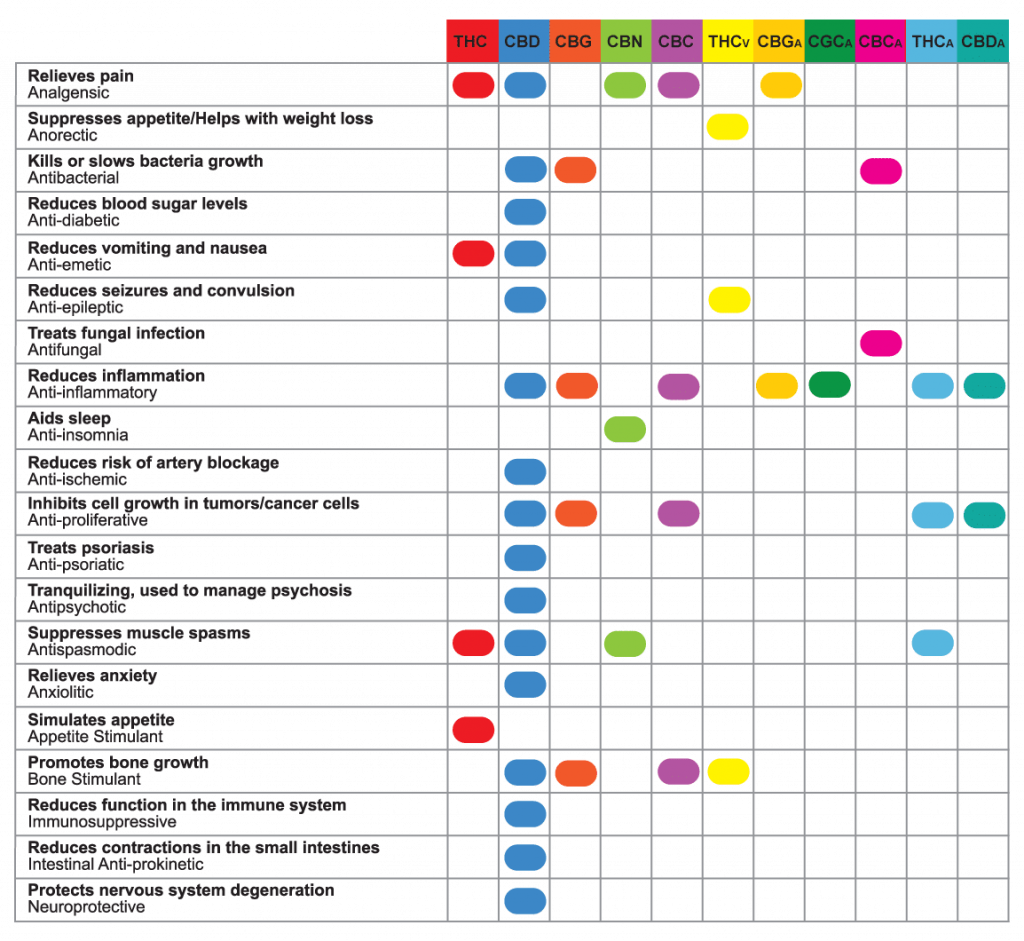 THC CBD CBG CBN CBC THCV CBGA CGCA CBCA THCA CBDA
Relieves pain
Analgensic
Suppresses appetite/Helps with weight loss
Anorectic
Kills or slows bacteria growth
Antibacterial
Reduces blood sugar levels
Anti-diabetic
Reduces vomiting and nausea
Anti-emetic
Reduces seizures and convulsion
Anti-epileptic
Treats fungal infection
Antifungal
Reduces inflammation
Anti-inflammatory
Aids sleep
Anti-insomnia
Reduces risk of artery blockage
Anti-ischemic
Inhibits cell growth in tumors/cancer cells
Anti-proliferative
Treats psoriasis
Anti-psoriatic
Tranquilizing, used to manage psychosis
Antipsychotic
Suppresses muscle spasms
Antispasmodic
Relieves anxiety
Anxiolitic
Simulates appetite
Appetite Stimulant
Promotes bone growth
Bone Stimulant
Reduces function in the immune system
Immunosuppressive
Reduces contractions in the small intestines
Intestinal Anti-prokinetic
Protects nervous system degeneration
Neuroprotective